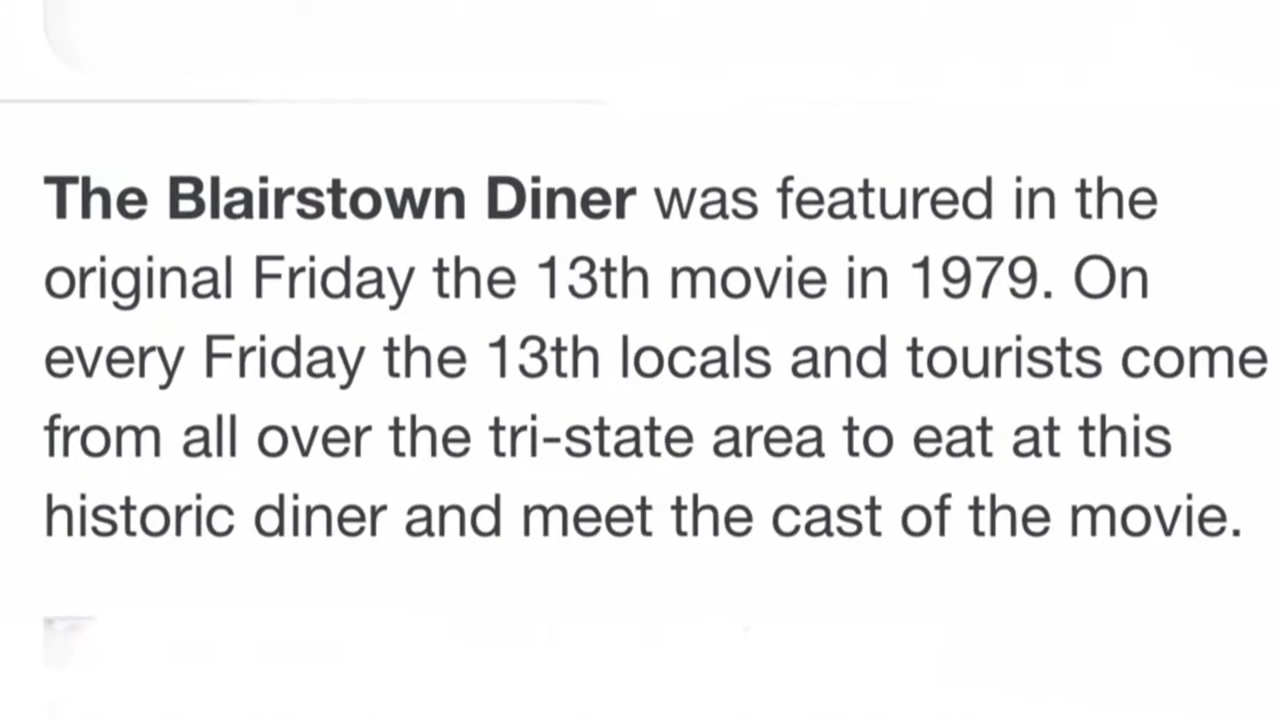 The Blairstown Diner was featured in the
original Friday the 13th movie in 1979. On
every Friday the 13th locals and tourists come
from all over the tri-state area to eat at this
historic diner and meet the cast of the movie.